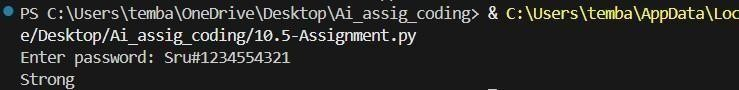 PS C:\Users\temba\OneDrive\Desktop\Ai_assig_coding> & C:\Users\temba\AppData\Loc
e/Desktop/Ai_assig_coding/10.5-Assignment.py
Enter password: Sru#1234554321
Strong